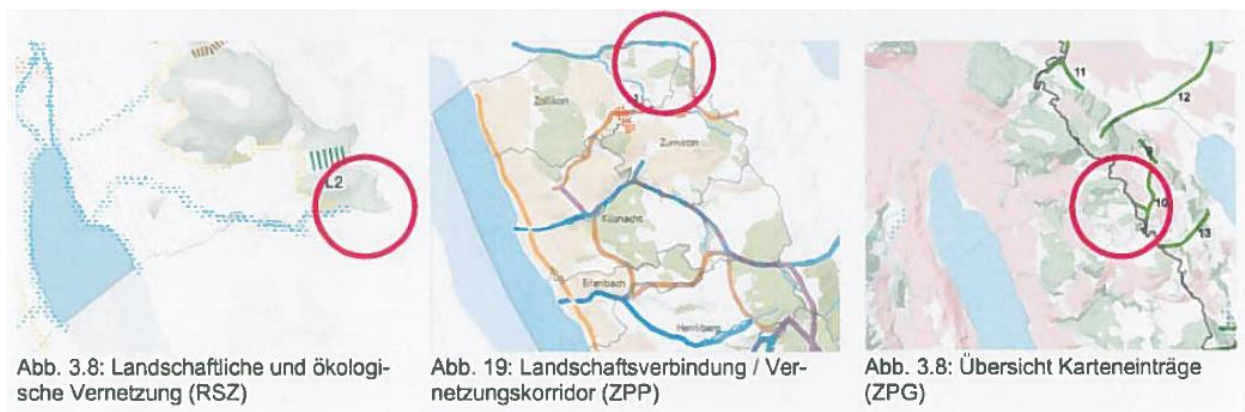 L2
Zollikon
1
Zumikon
Küsnacht
Erlenbach
Herrliberg
11
12
9
10
13
Abb. 3.8: Landschaftliche und ökologi-
sche Vernetzung (RSZ)
Abb. 19: Landschaftsverbindung / Ver-
netzungskorridor (ZPP)
Abb. 3.8: Übersicht Karteneinträge
(ZPG)